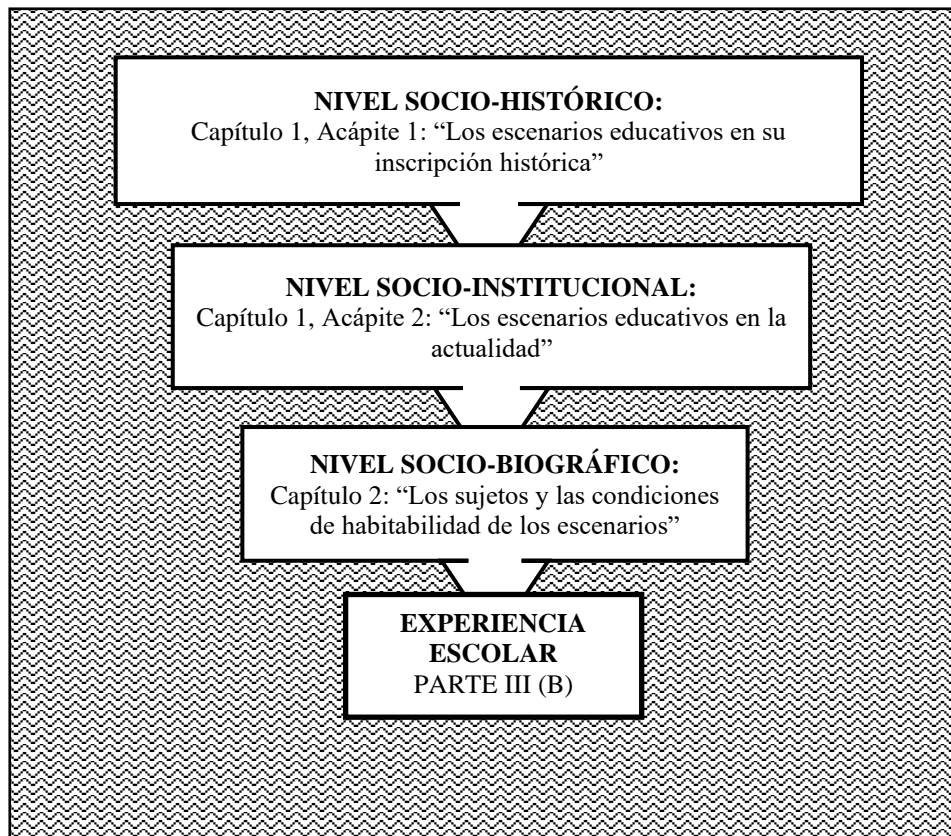 NIVEL SOCIO-HISTÓRICO:
Capítulo 1, Acápite 1: “Los escenarios educativos en su
inscripción histórica”
NIVEL SOCIO-INSTITUCIONAL:
Capítulo 1, Acápite 2: “Los escenarios educativos en la
actualidad”
NIVEL SOCIO-BIOGRÁFICO:
Capítulo 2: “Los sujetos y las condiciones
de habitabilidad de los escenarios”
EXPERIENCIA
ESCOLAR
PARTE III (B)